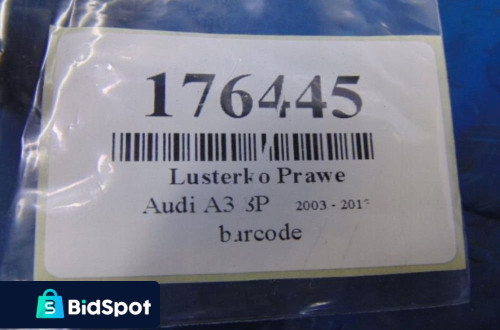 176445
Lusterko Prawe
Audi A3 8P 2003 - 2013
barcode
BidSpot